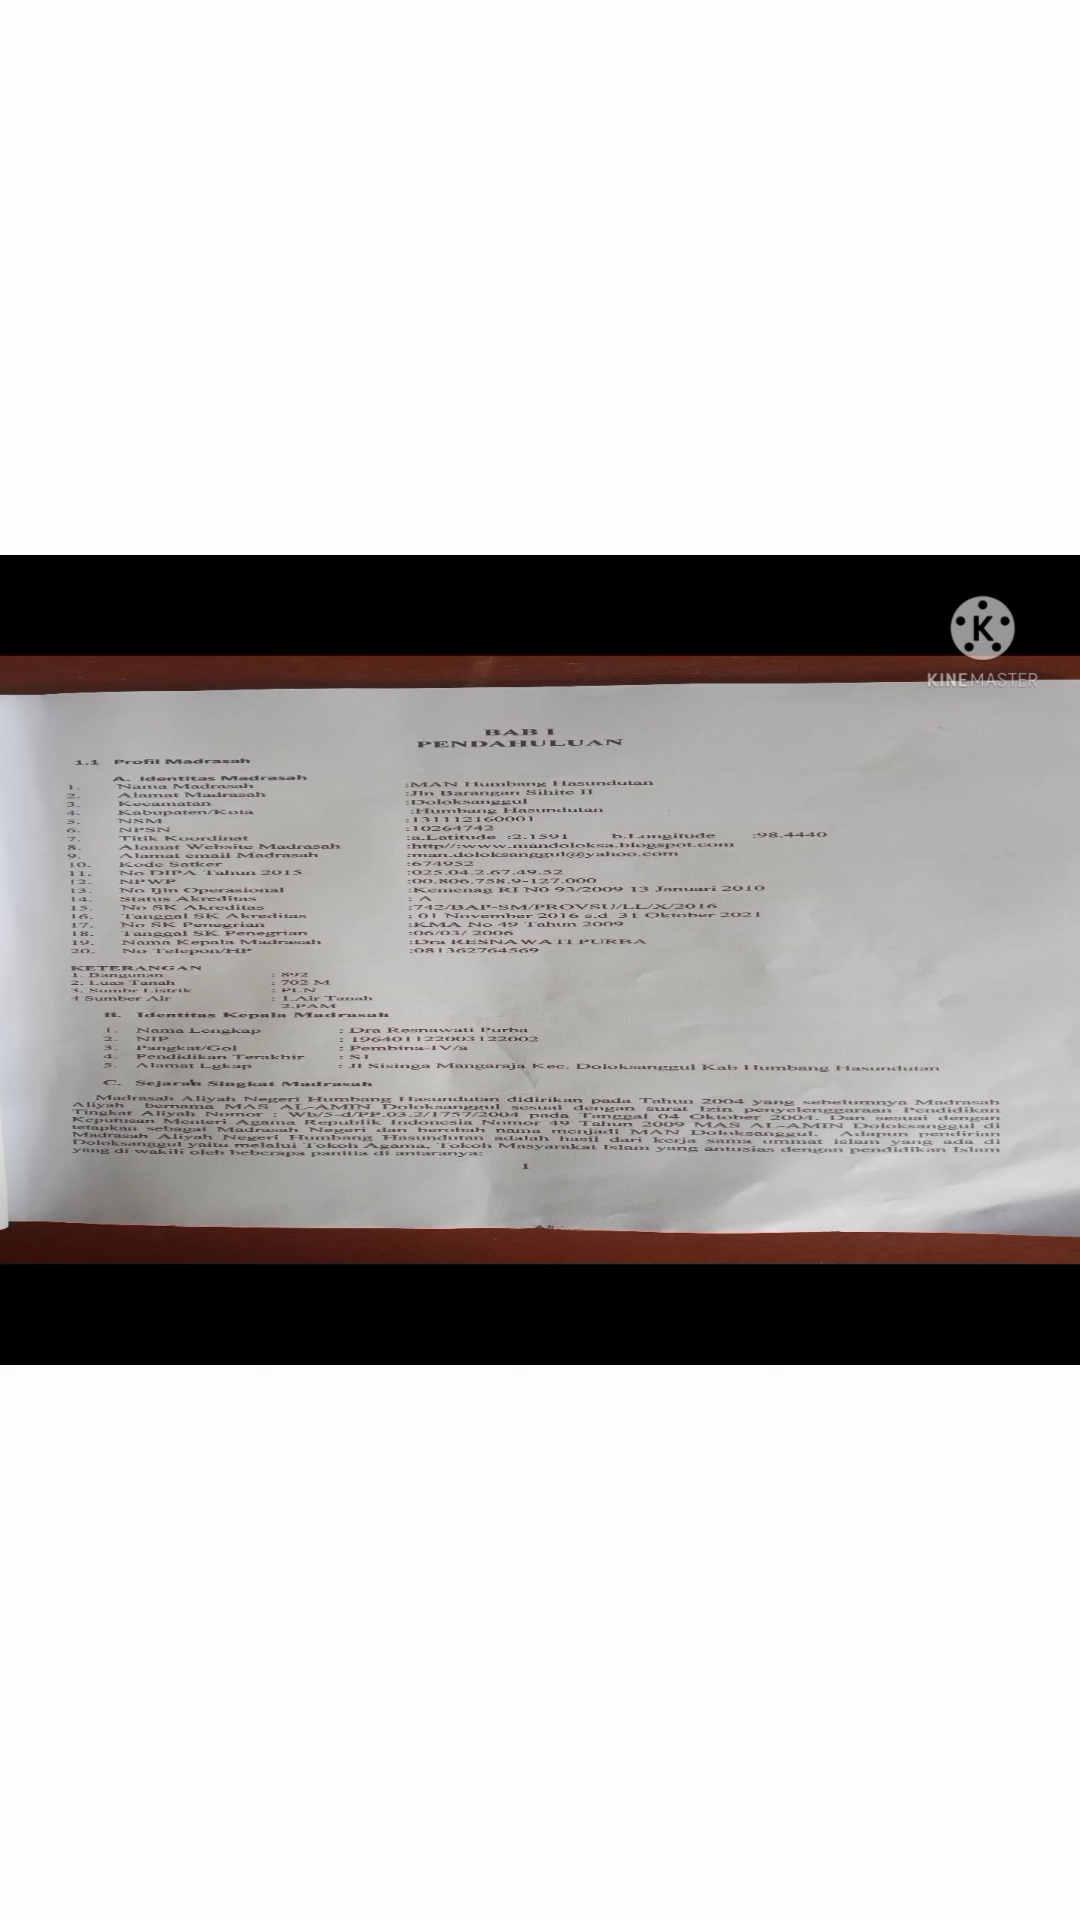 KINEMASTER
BAB I
PENDAHULUAN
1.1 Profil Madrasah
A. Identitas Madrasah
1. Nama Madrasah :MAN Humbang Hasundutan
2. Alamat Madrasah :Jln Barangan Sihite II
3. Kecamatan :Doloksanggul
4. Kabupaten/Kota :Humbang Hasundutan
5. NSM :131112160001
6. NPSN :10264742
7. Titik Koordinat :a.Latitude :2.1591 b.Longitude :98.4440
8. Alamat Website Madrasah :http//:www.mandoloksa.blogspot.com
9. Alamat email Madrasah :man.doloksanggul@yahoo.com
10. Kode Satker :674952
11. No DIPA Tahun 2015 :025.04.2.67.49.52
12. NPWP :00.806.758.9-127.000
13. No Ijin Operasional :Kemenag RI N0 93/2009 13 Januari 2010
14. Status Akreditas : A
15. No SK Akreditas :742/BAP-SM/PROVSU/LL/X/2016
16. Tanggal SK Akreditas : 01 November 2016 s.d 31 Oktober 2021
17. No SK Penegrian :KMA No 49 Tahun 2009
18. Tanggal SK Penegrian :06/03/ 2006
19. Nama Kepala Madrasah :Dra RESNAWATI PURBA
20. No Telepon/HP :081362764569
KETERANGAN
1. Bangunan : 892
2. Luas Tanah : 702 M
3. Sumbr Listrik : PLN
4 Sumber Air : 1.Air Tanah
2.PAM
B. Identitas Kepala Madrasah
1. Nama Lengkap : Dra Resnawati Purba
2. NIP : 196401122003122002
3. Pangkat/Gol : Pembina-IV/a
4. Pendidikan Terakhir : S1
5. Alamat Lgkap : Jl Sisinga Mangaraja Kec. Doloksanggul Kab Humbang Hasundutan
C. Sejarah Singkat Madrasah
Madrasah Aliyah Negeri Humbang Hasundutan didirikan pada Tahun 2004 yang sebelumnya Madrasah
Aliyah bernama MAS AL-AMIN Doloksanggul sesuai dengan surat Izin penyelenggaraan Pendidikan
Tingkat Aliyah Nomor : Wb/5-d/PP.03.2/1757/2004 pada Tanggal 04 Oktober 2004. Dan sesuai dengan
Keputusan Menteri Agama Republik Indonesia Nomor 49 Tahun 2009 MAS AL-AMIN Doloksanggul di
tetapkan sebagai Madrasah Negeri dan berubah nama menjadi MAN Doloksanggul. Adapun pendirian
Madrasah Aliyah Negeri Humbang Hasundutan adalah hasil dari kerja sama ummat islam yang ada di
Doloksanggul yaitu melalui Tokoh Agama, Tokoh Masyarakat Islam yang antusias dengan pendidikan Islam
yang di wakili oleh beberapa panitia di antaranya:
1